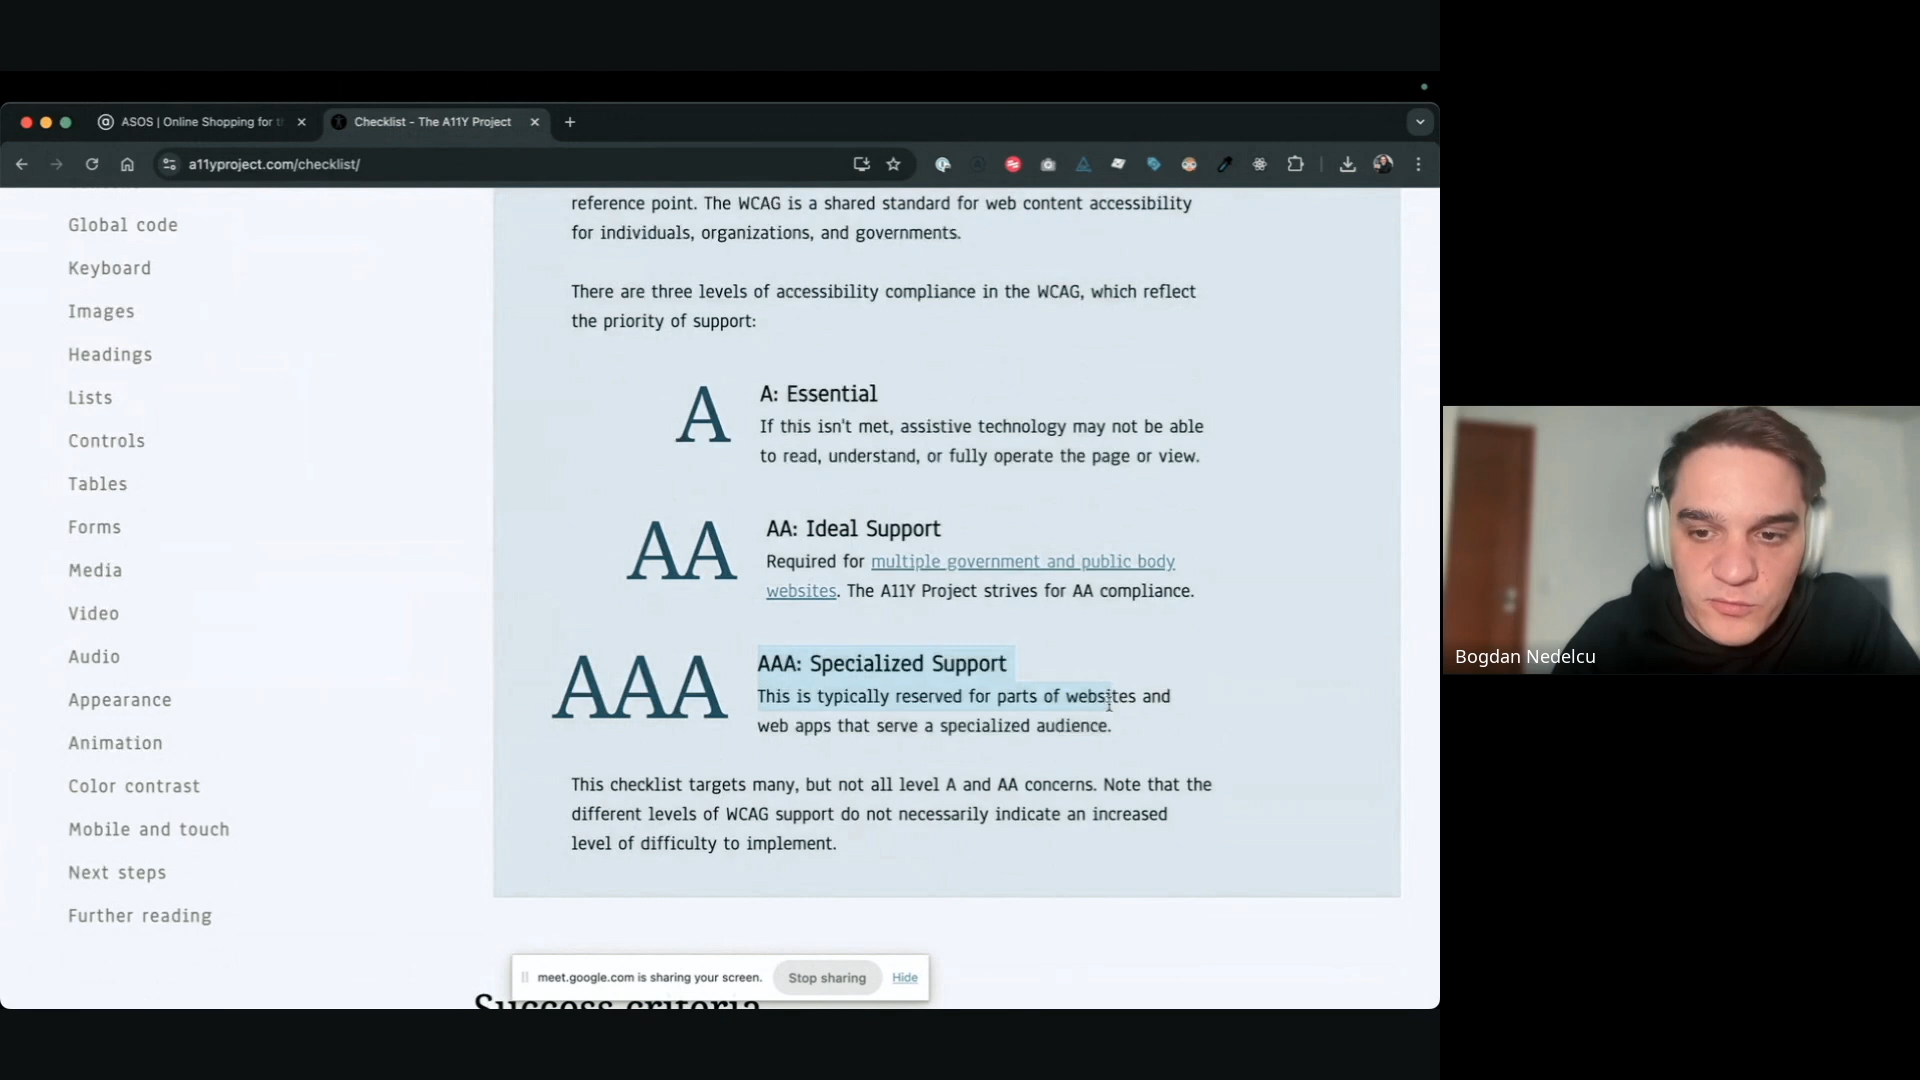 ASOS | Online Shopping for t
Checklist - The A11Y Project
a11yproject.com/checklist/
Global code
Keyboard
Images
Headings
Lists
Controls
Tables
Forms
Media
Video
Audio
Appearance
Animation
Color contrast
Mobile and touch
Next steps
Further reading
reference point. The WCAG is a shared standard for web content accessibility
for individuals, organizations, and governments.
There are three levels of accessibility compliance in the WCAG, which reflect
the priority of support:
A
A: Essential
If this isn't met, assistive technology may not be able
to read, understand, or fully operate the page or view.
AA
AA: Ideal Support
Required for multiple government and public body
websites. The A11Y Project strives for AA compliance.
AAA
AAA: Specialized Support
This is typically reserved for parts of websites and
web apps that serve a specialized audience.
This checklist targets many, but not all level A and AA concerns. Note that the
different levels of WCAG support do not necessarily indicate an increased
level of difficulty to implement.
Success criteria
meet.google.com is sharing your screen.
Stop sharing
Hide
Bogdan Nedelcu